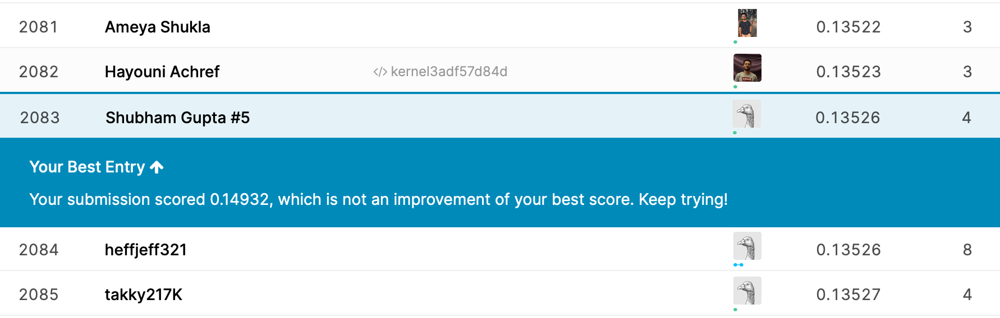 2081 Ameya Shukla 0.13522 3
2082 Hayouni Achref </> kernel3adf57d84d 0.13523 3
2083 Shubham Gupta #5 0.13526 4
Your Best Entry ↑
Your submission scored 0.14932, which is not an improvement of your best score. Keep trying!
2084 heffjeff321 0.13526 8
2085 takky217K 0.13527 4